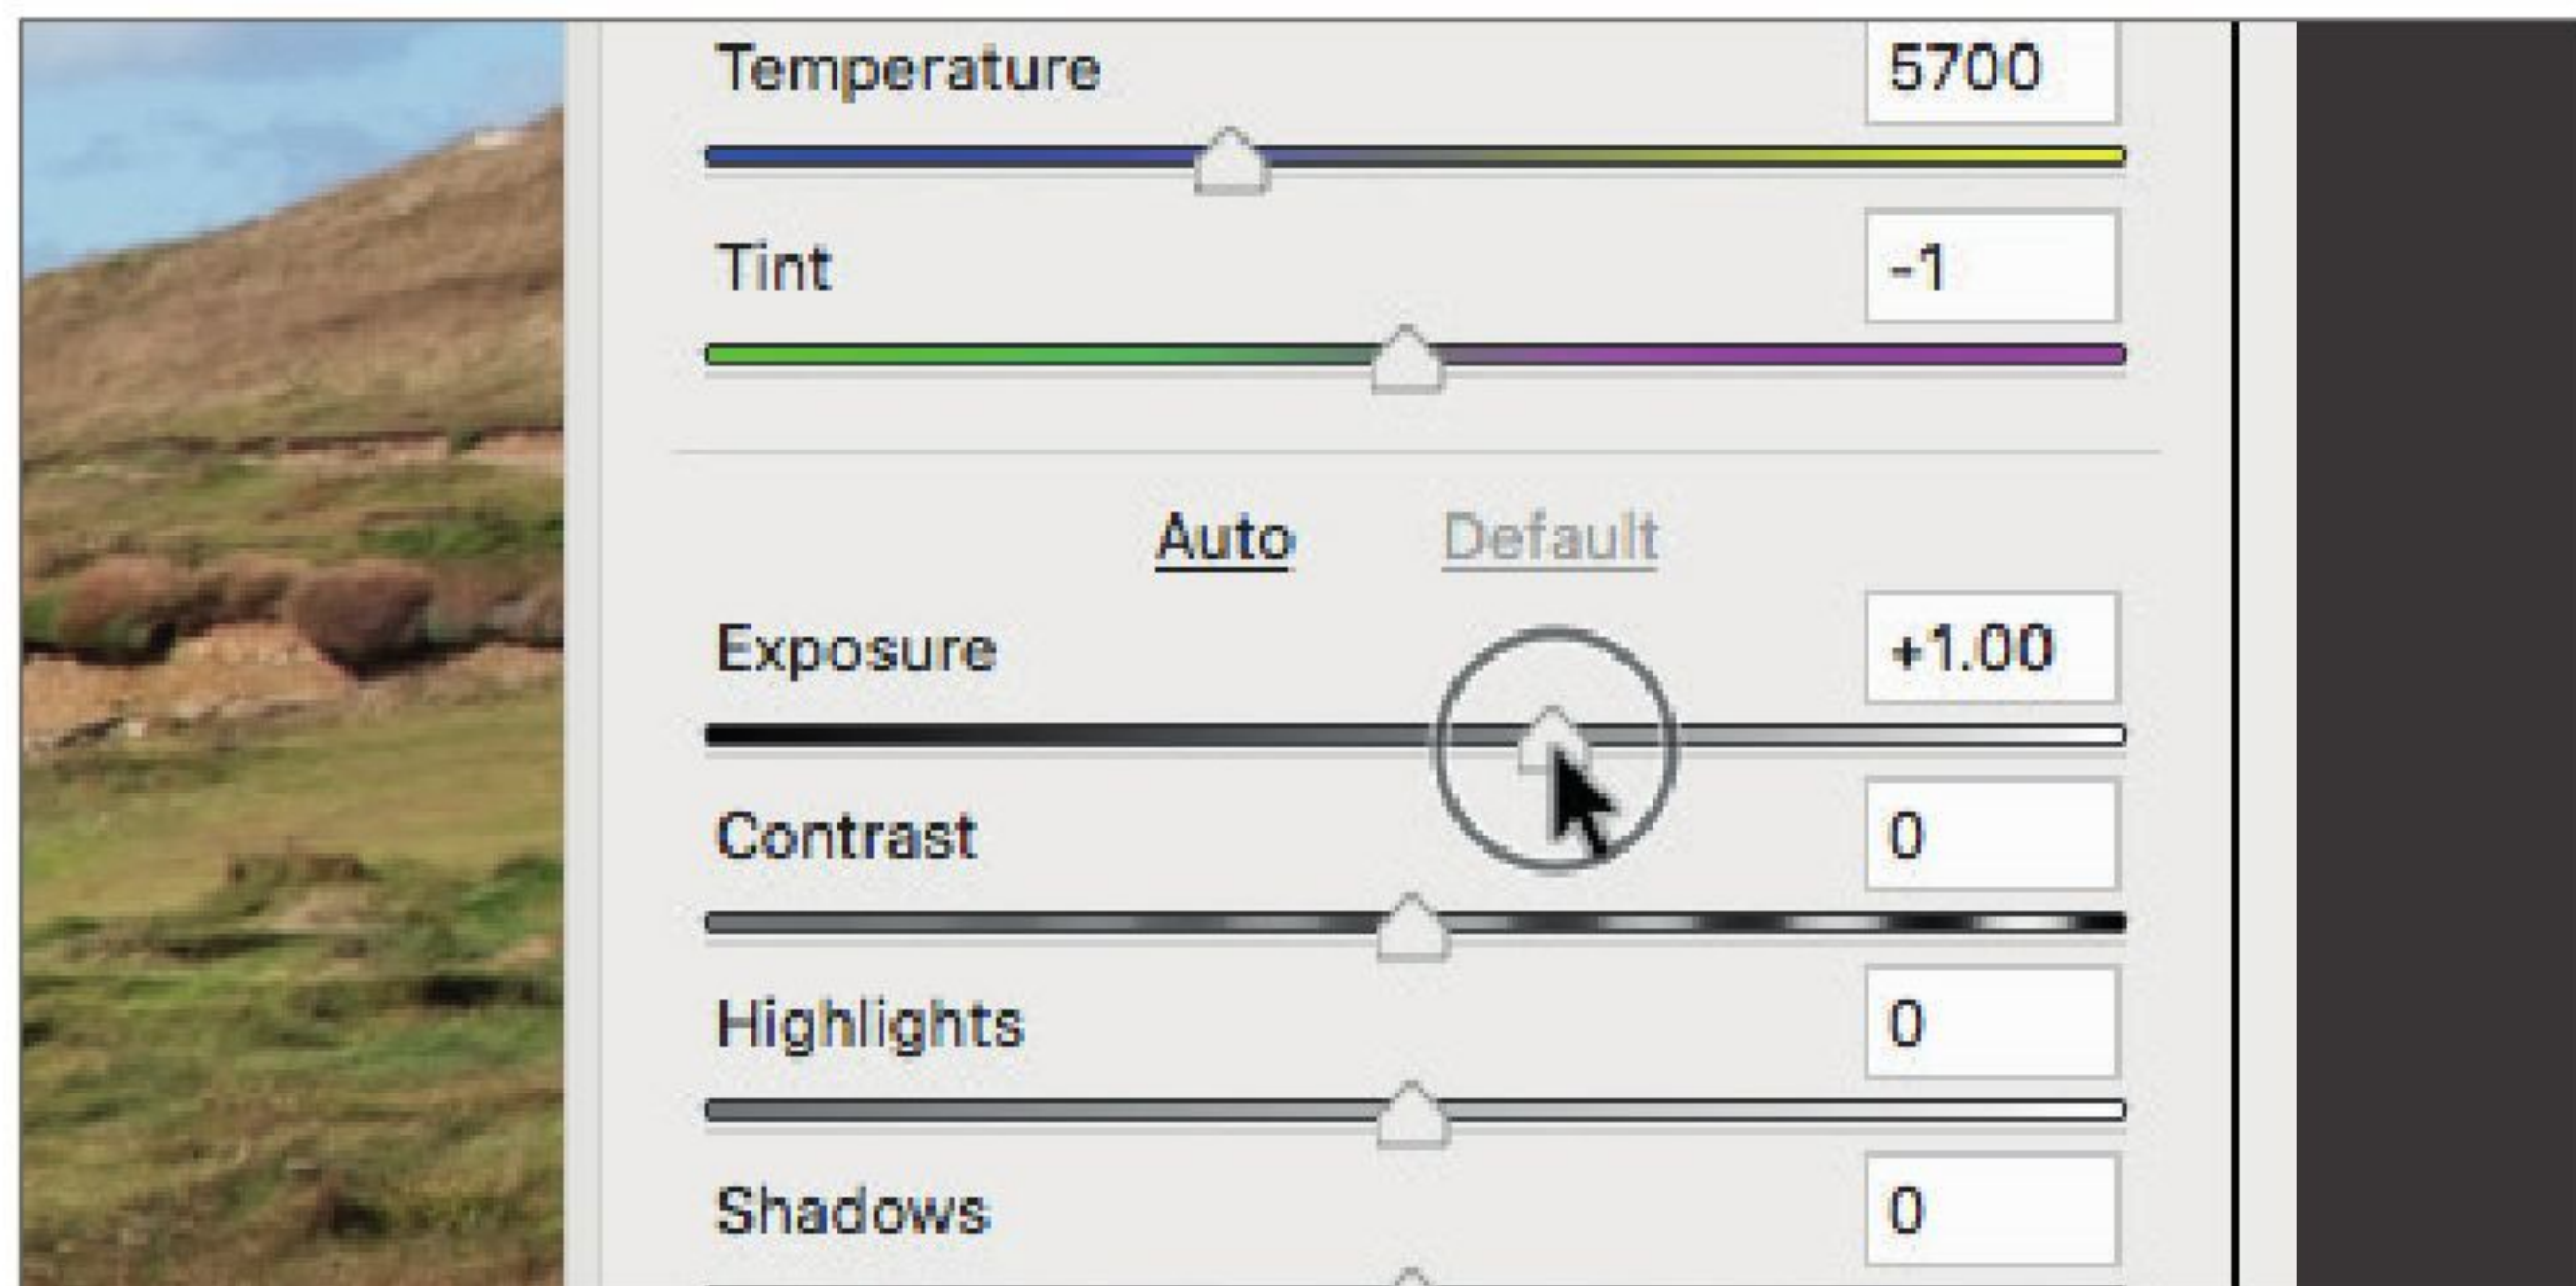 Temperature 5700
Tint -1
Auto Default
Exposure +1.00
Contrast 0
Highlights 0
Shadows 0